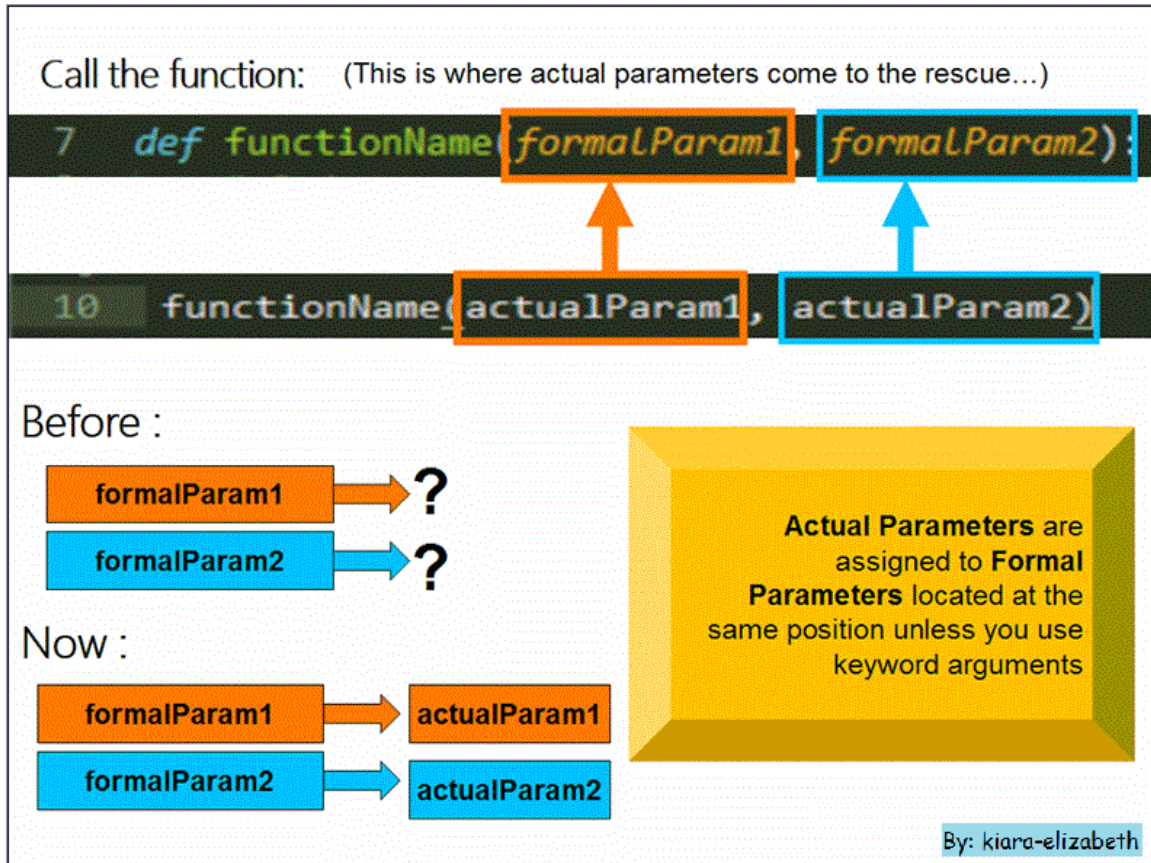 Call the function: (This is where actual parameters come to the rescue...)
7 def functionName(formalParam1, formalParam2):
10 functionName(actualParam1, actualParam2)
Before :
formalParam1 ?
formalParam2 ?
Now :
formalParam1 actualParam1
formalParam2 actualParam2
Actual Parameters are
assigned to Formal
Parameters located at the
same position unless you use
keyword arguments
By: kiara-elizabeth